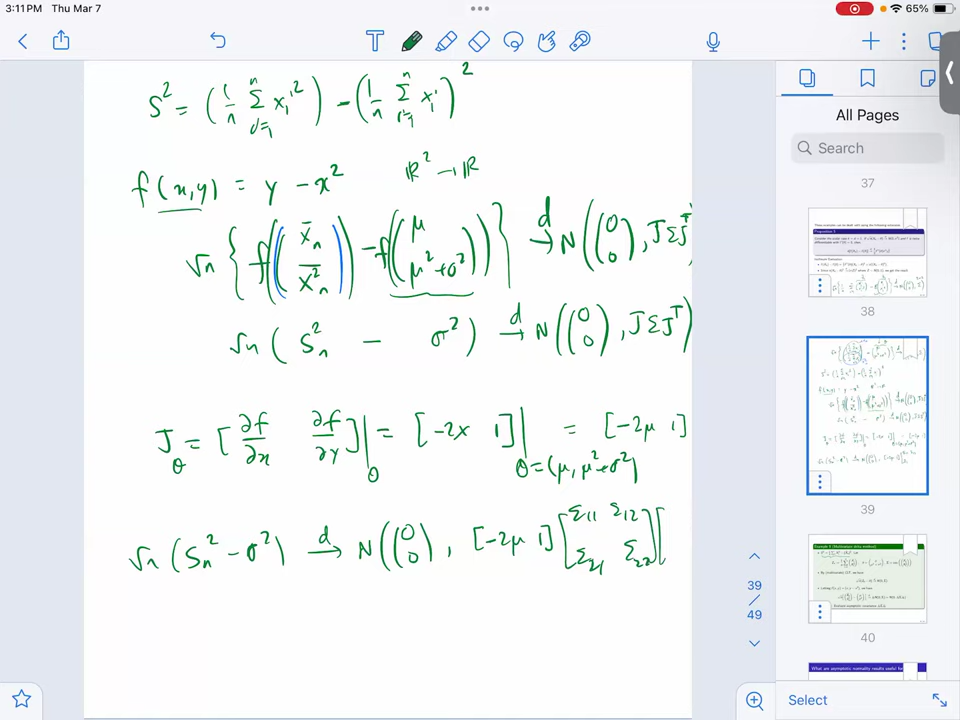 3:11 PM Thu Mar 7
65%
S² = (1/n Σ_{i=1}^{n} x_i²) − (1/n Σ_{i=1}^{n} x_i)²
f(x,y) = y − x² ℝ² → ℝ
√n { f((x̄_n / x̄²_n)) − f((μ / μ²+σ²)) } →d N((0 / 0), JΣJᵀ)
√n ( S_n² − σ² ) →d N((0 / 0), JΣJᵀ)
J_θ = [∂f/∂x ∂f/∂y]|_θ = [-2x 1]|_θ=(μ, μ²+σ²) = [-2μ 1]
√n (S_n² − σ²) →d N((0 / 0), [-2μ 1] [Σ11 Σ12 / Σ21 Σ22] [
All Pages
Search
37
38
39
40
39
/
49
Select